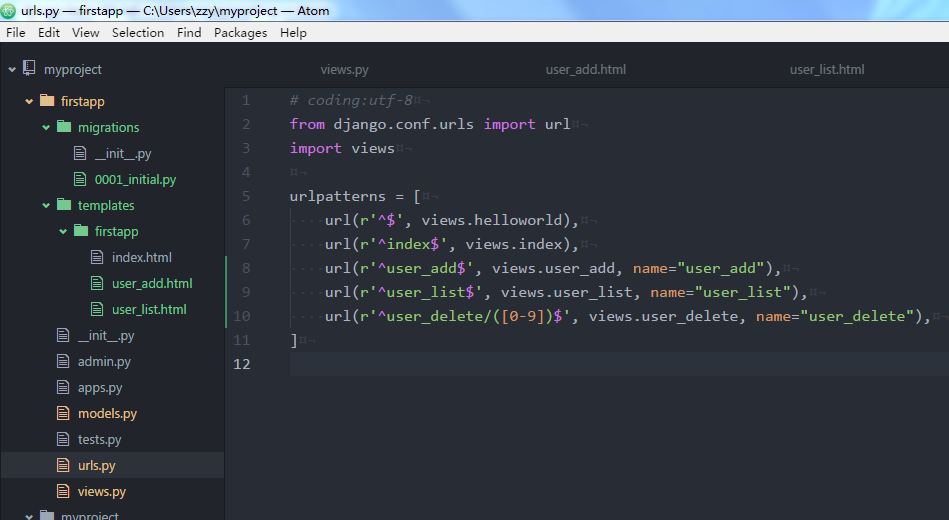 urls.py — firstapp — C:\Users\zzy\myproject — Atom
File Edit View Selection Find Packages Help
myproject
firstapp
migrations
__init__.py
0001_initial.py
templates
firstapp
index.html
user_add.html
user_list.html
__init__.py
admin.py
apps.py
models.py
tests.py
urls.py
views.py
myproject
views.py user_add.html user_list.html
1 # coding:utf-8¤¬
2 from django.conf.urls import url¤¬
3 import views¤¬
4 ¤¬
5 urlpatterns = [¤¬
6 ····url(r'^$', views.helloworld),¤¬
7 ····url(r'^index$', views.index),¤¬
8 ····url(r'^user_add$', views.user_add, name="user_add"),¤¬
9 ····url(r'^user_list$', views.user_list, name="user_list"),¤¬
10 ····url(r'^user_delete/([0-9])$', views.user_delete, name="user_delete"),¤¬
11 ]¤¬
12